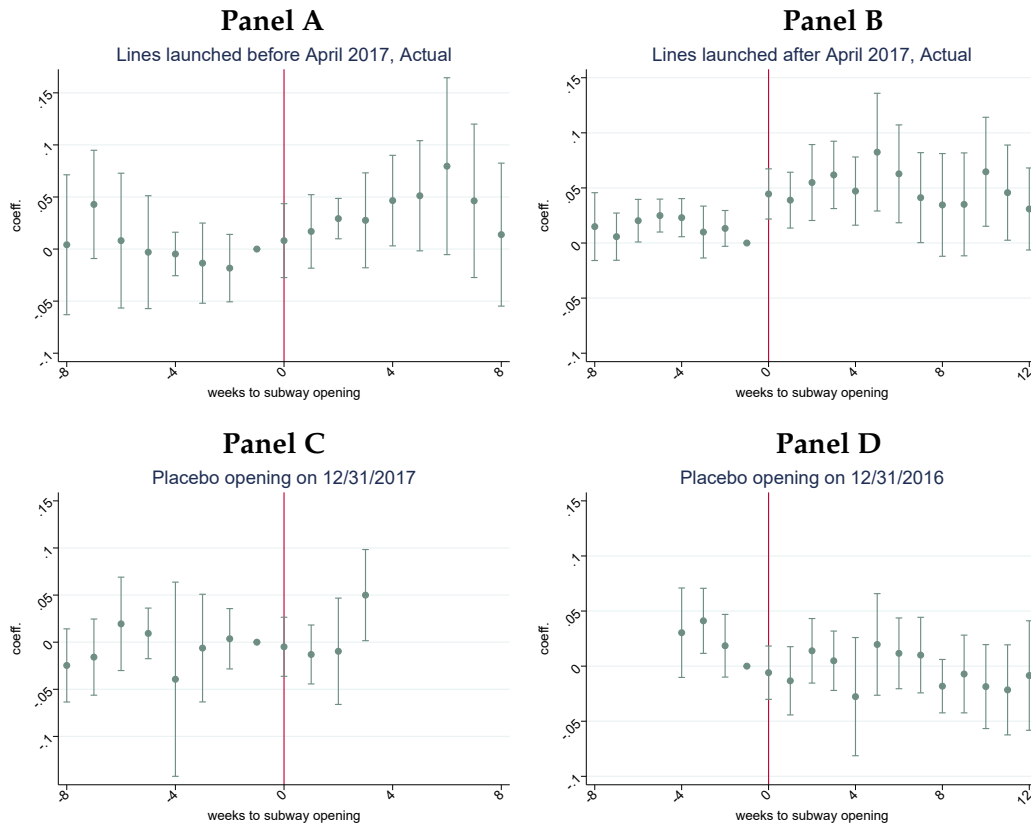 Panel A
Lines launched before April 2017, Actual
.15
.1
.05
0
-.05
-.1
coeff.
-8
-4
0
4
8
weeks to subway opening
Panel B
Lines launched after April 2017, Actual
.15
.1
.05
0
-.05
-.1
coeff.
-8
-4
0
4
8
12
weeks to subway opening
Panel C
Placebo opening on 12/31/2017
.15
.1
.05
0
-.05
-.1
coeff.
-8
-4
0
4
8
weeks to subway opening
Panel D
Placebo opening on 12/31/2016
.15
.1
.05
0
-.05
-.1
coeff.
-8
-4
0
4
8
12
weeks to subway opening